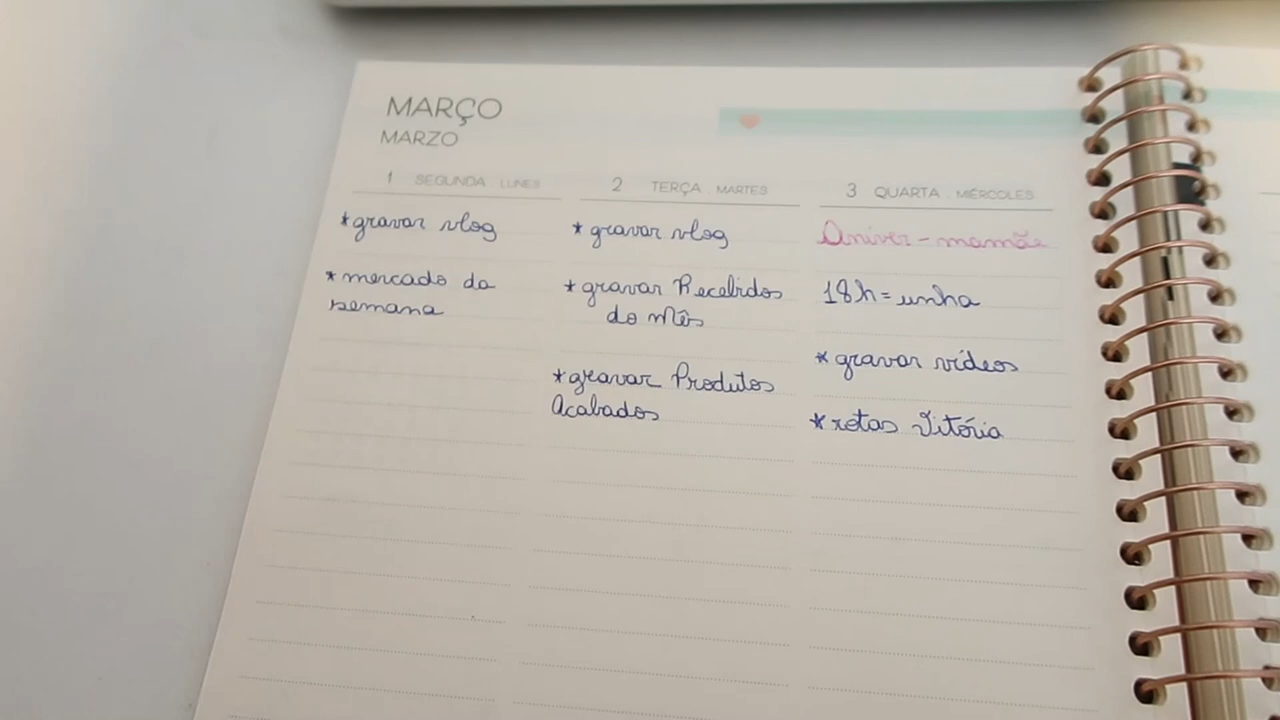 MARÇO
MARZO
1 SEGUNDA . LUNES
*gravar vlog
*mercado da
semana
2 TERÇA . MARTES
*gravar vlog
*gravar Recebidos
do mês
*gravar Produtos
Acabados
3 QUARTA . MIÉRCOLES
Aniver - mamãe
18h = unha
*gravar vídeos
*Vitória